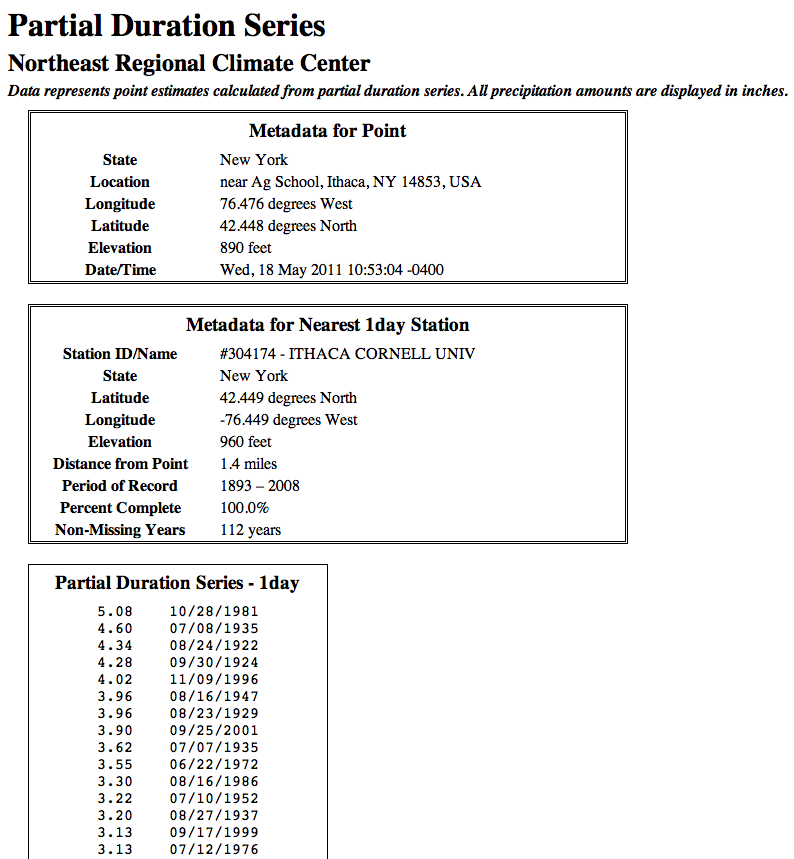 Partial Duration Series
Northeast Regional Climate Center
Data represents point estimates calculated from partial duration series. All precipitation amounts are displayed in inches.
Metadata for Point
State New York
Location near Ag School, Ithaca, NY 14853, USA
Longitude 76.476 degrees West
Latitude 42.448 degrees North
Elevation 890 feet
Date/Time Wed, 18 May 2011 10:53:04 -0400
Metadata for Nearest 1day Station
Station ID/Name #304174 - ITHACA CORNELL UNIV
State New York
Latitude 42.449 degrees North
Longitude -76.449 degrees West
Elevation 960 feet
Distance from Point 1.4 miles
Period of Record 1893 – 2008
Percent Complete 100.0%
Non-Missing Years 112 years
Partial Duration Series - 1day
5.08 10/28/1981
4.60 07/08/1935
4.34 08/24/1922
4.28 09/30/1924
4.02 11/09/1996
3.96 08/16/1947
3.96 08/23/1929
3.90 09/25/2001
3.62 07/07/1935
3.55 06/22/1972
3.30 08/16/1986
3.22 07/10/1952
3.20 08/27/1937
3.13 09/17/1999
3.13 07/12/1976